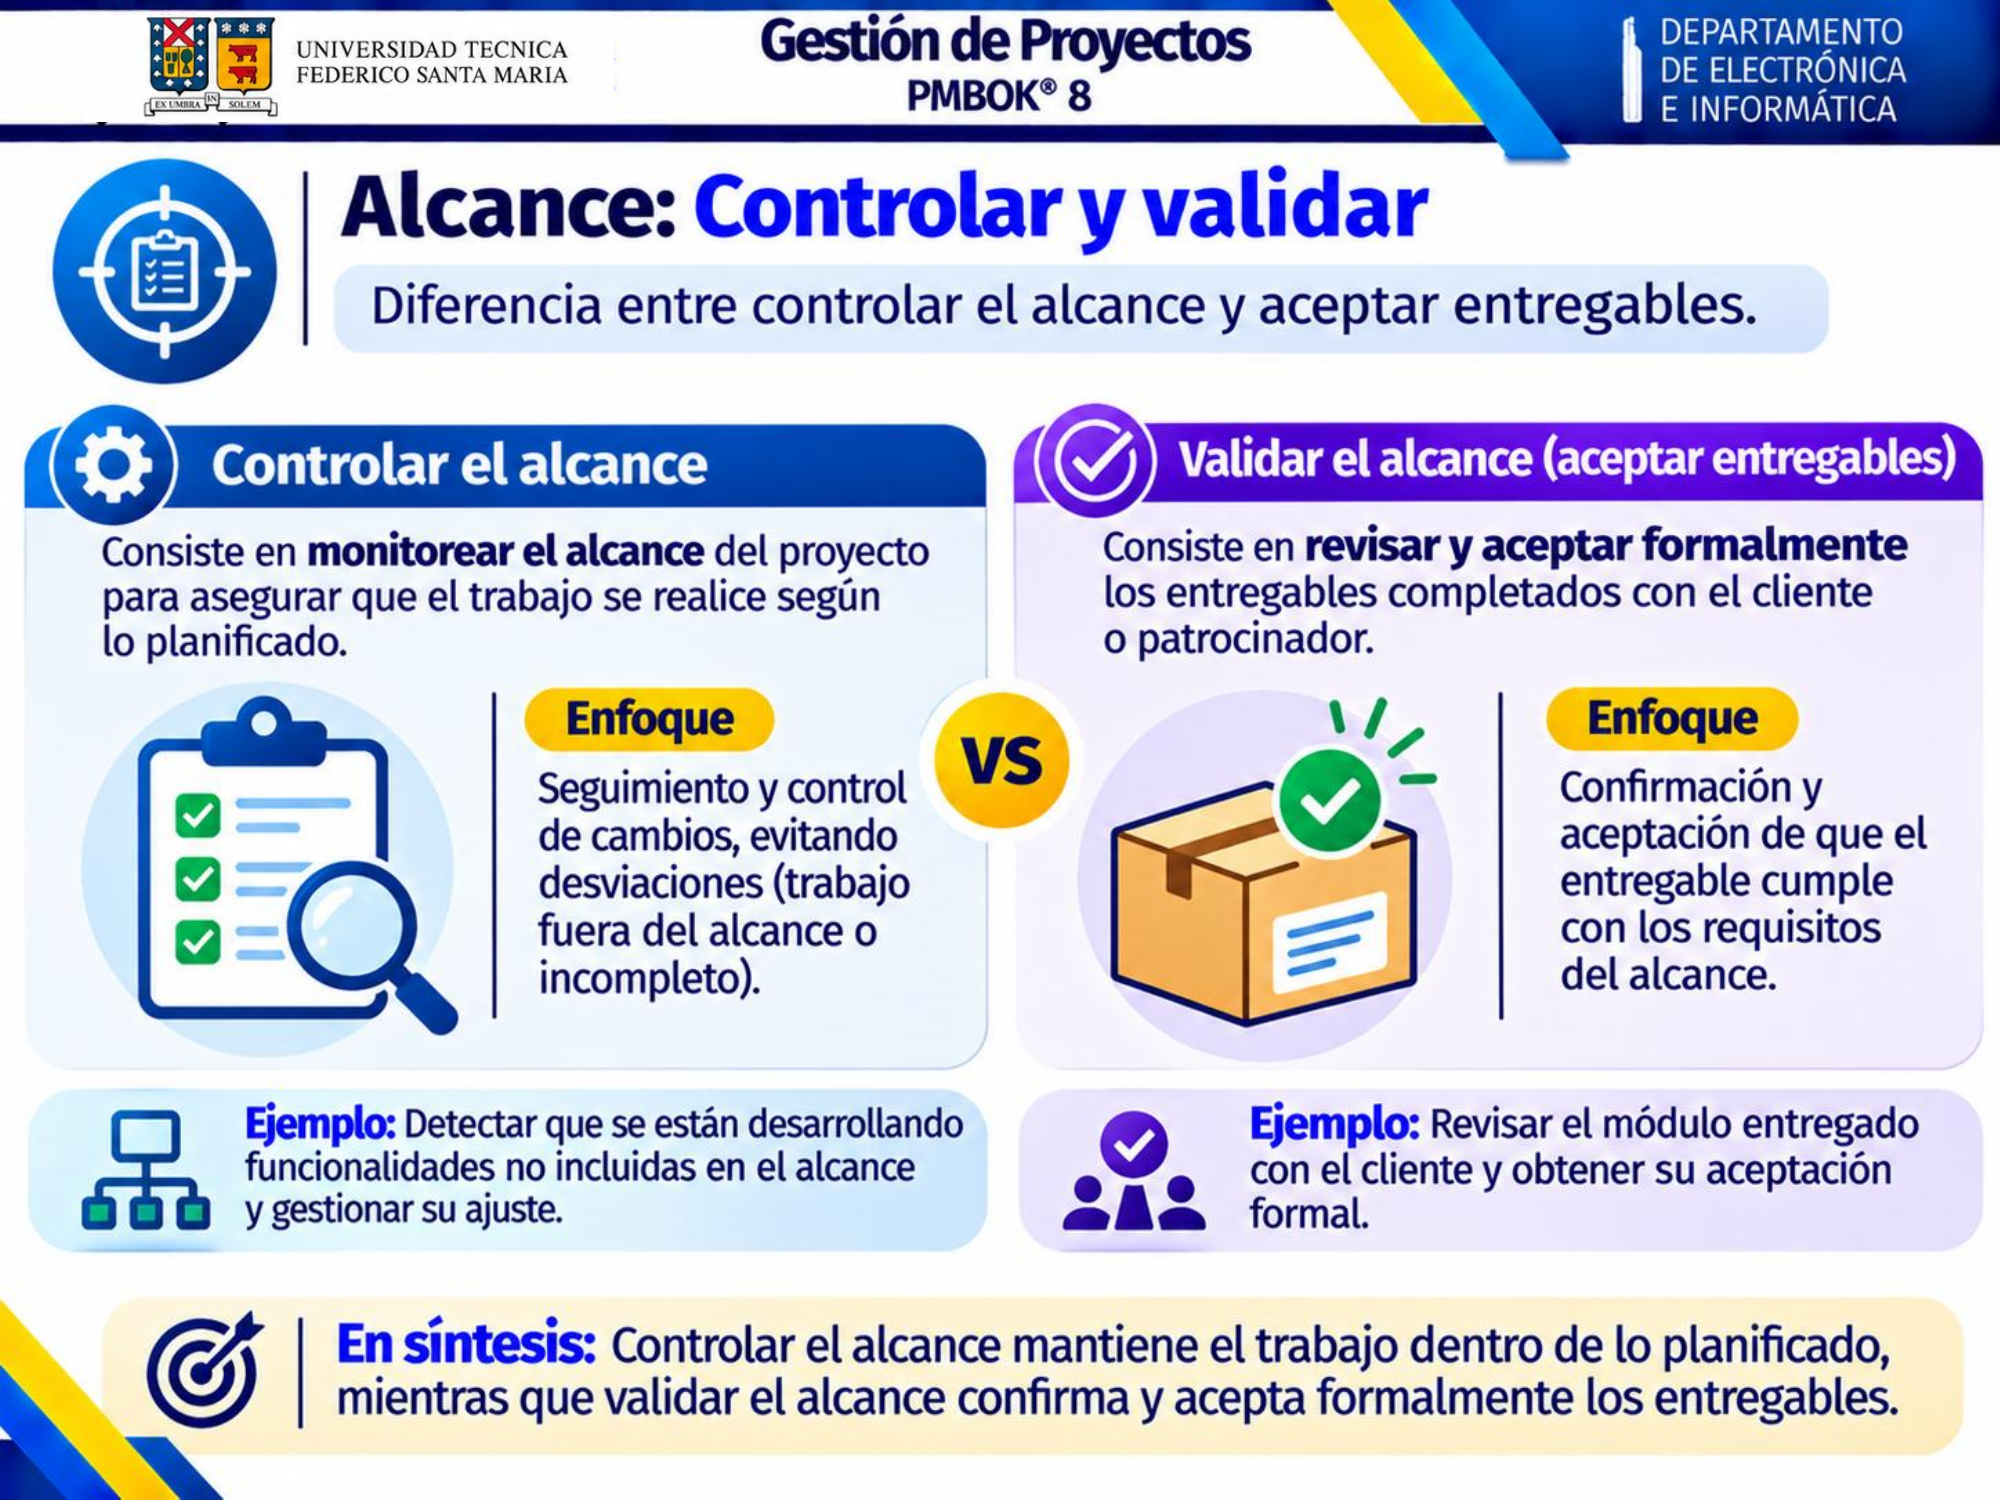 UNIVERSIDAD TECNICA
FEDERICO SANTA MARIA
EX UMBRA IN SOLEM
Gestión de Proyectos
PMBOK® 8
DEPARTAMENTO
DE ELECTRÓNICA
E INFORMÁTICA
Alcance: Controlar y validar
Diferencia entre controlar el alcance y aceptar entregables.
Controlar el alcance
Consiste en monitorear el alcance del proyecto
para asegurar que el trabajo se realice según
lo planificado.
Enfoque
Seguimiento y control
de cambios, evitando
desviaciones (trabajo
fuera del alcance o
incompleto).
VS
Validar el alcance (aceptar entregables)
Consiste en revisar y aceptar formalmente
los entregables completados con el cliente
o patrocinador.
Enfoque
Confirmación y
aceptación de que el
entregable cumple
con los requisitos
del alcance.
Ejemplo: Detectar que se están desarrollando
funcionalidades no incluidas en el alcance
y gestionar su ajuste.
Ejemplo: Revisar el módulo entregado
con el cliente y obtener su aceptación
formal.
En síntesis: Controlar el alcance mantiene el trabajo dentro de lo planificado,
mientras que validar el alcance confirma y acepta formalmente los entregables.